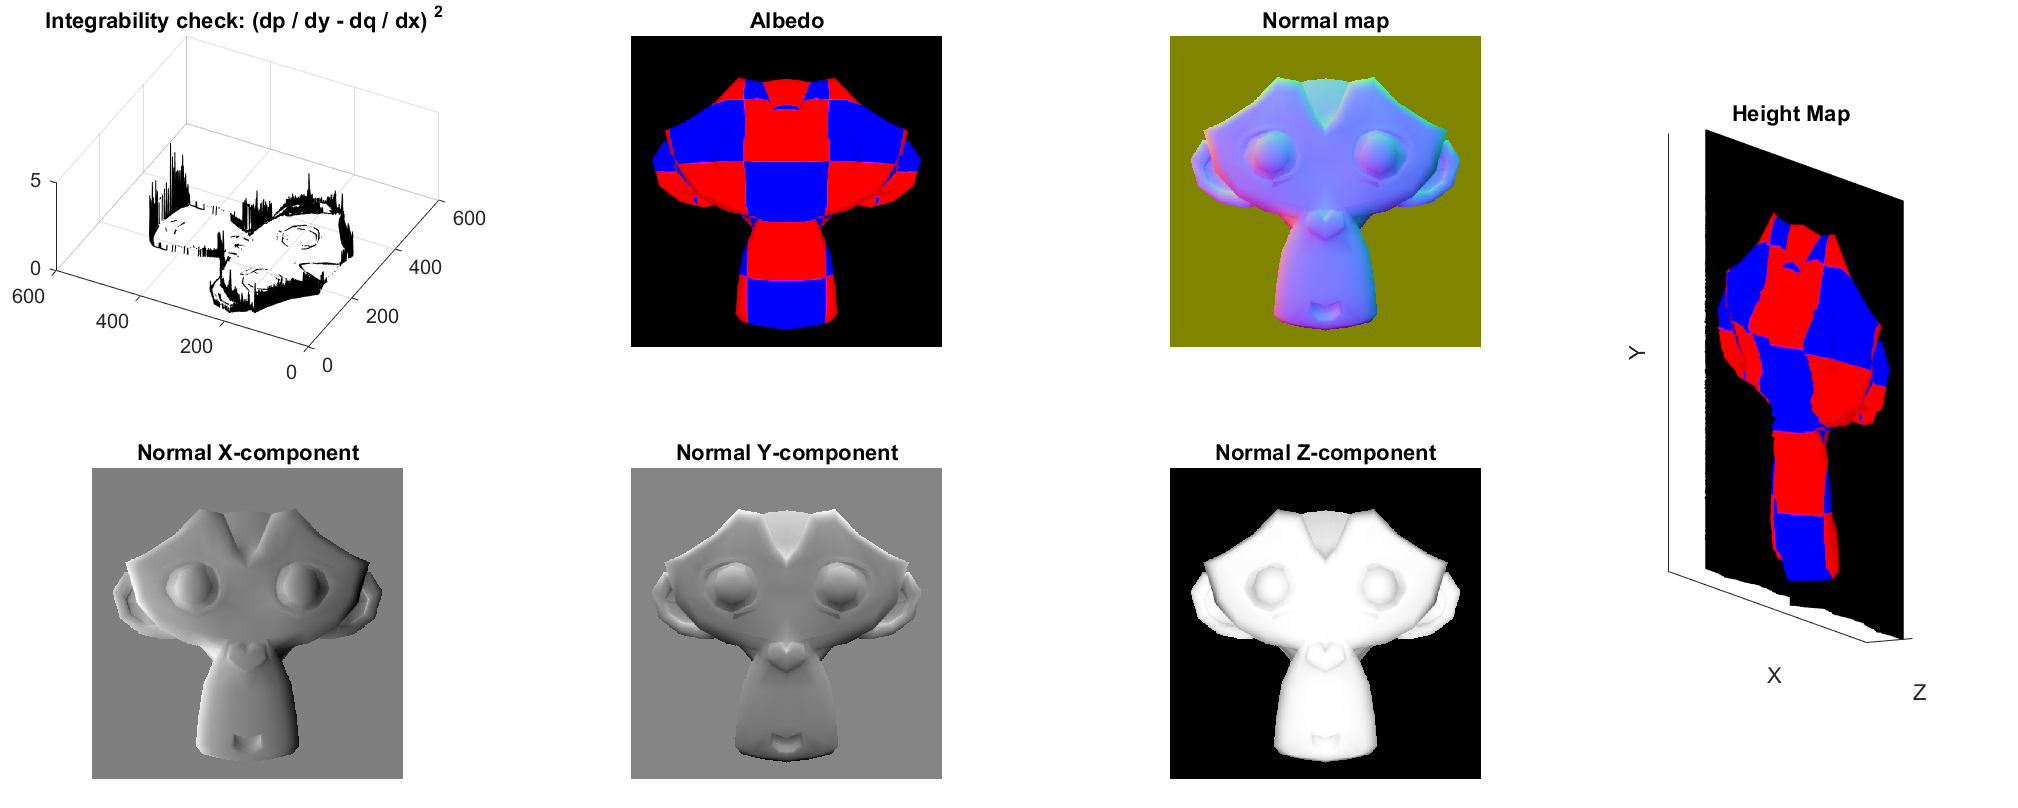 Integrability check: (dp / dy - dq / dx) ²
5
0
600
400
200
0
0
200
400
600
Albedo
Normal map
Height Map
Y
X
Z
Normal X-component
Normal Y-component
Normal Z-component